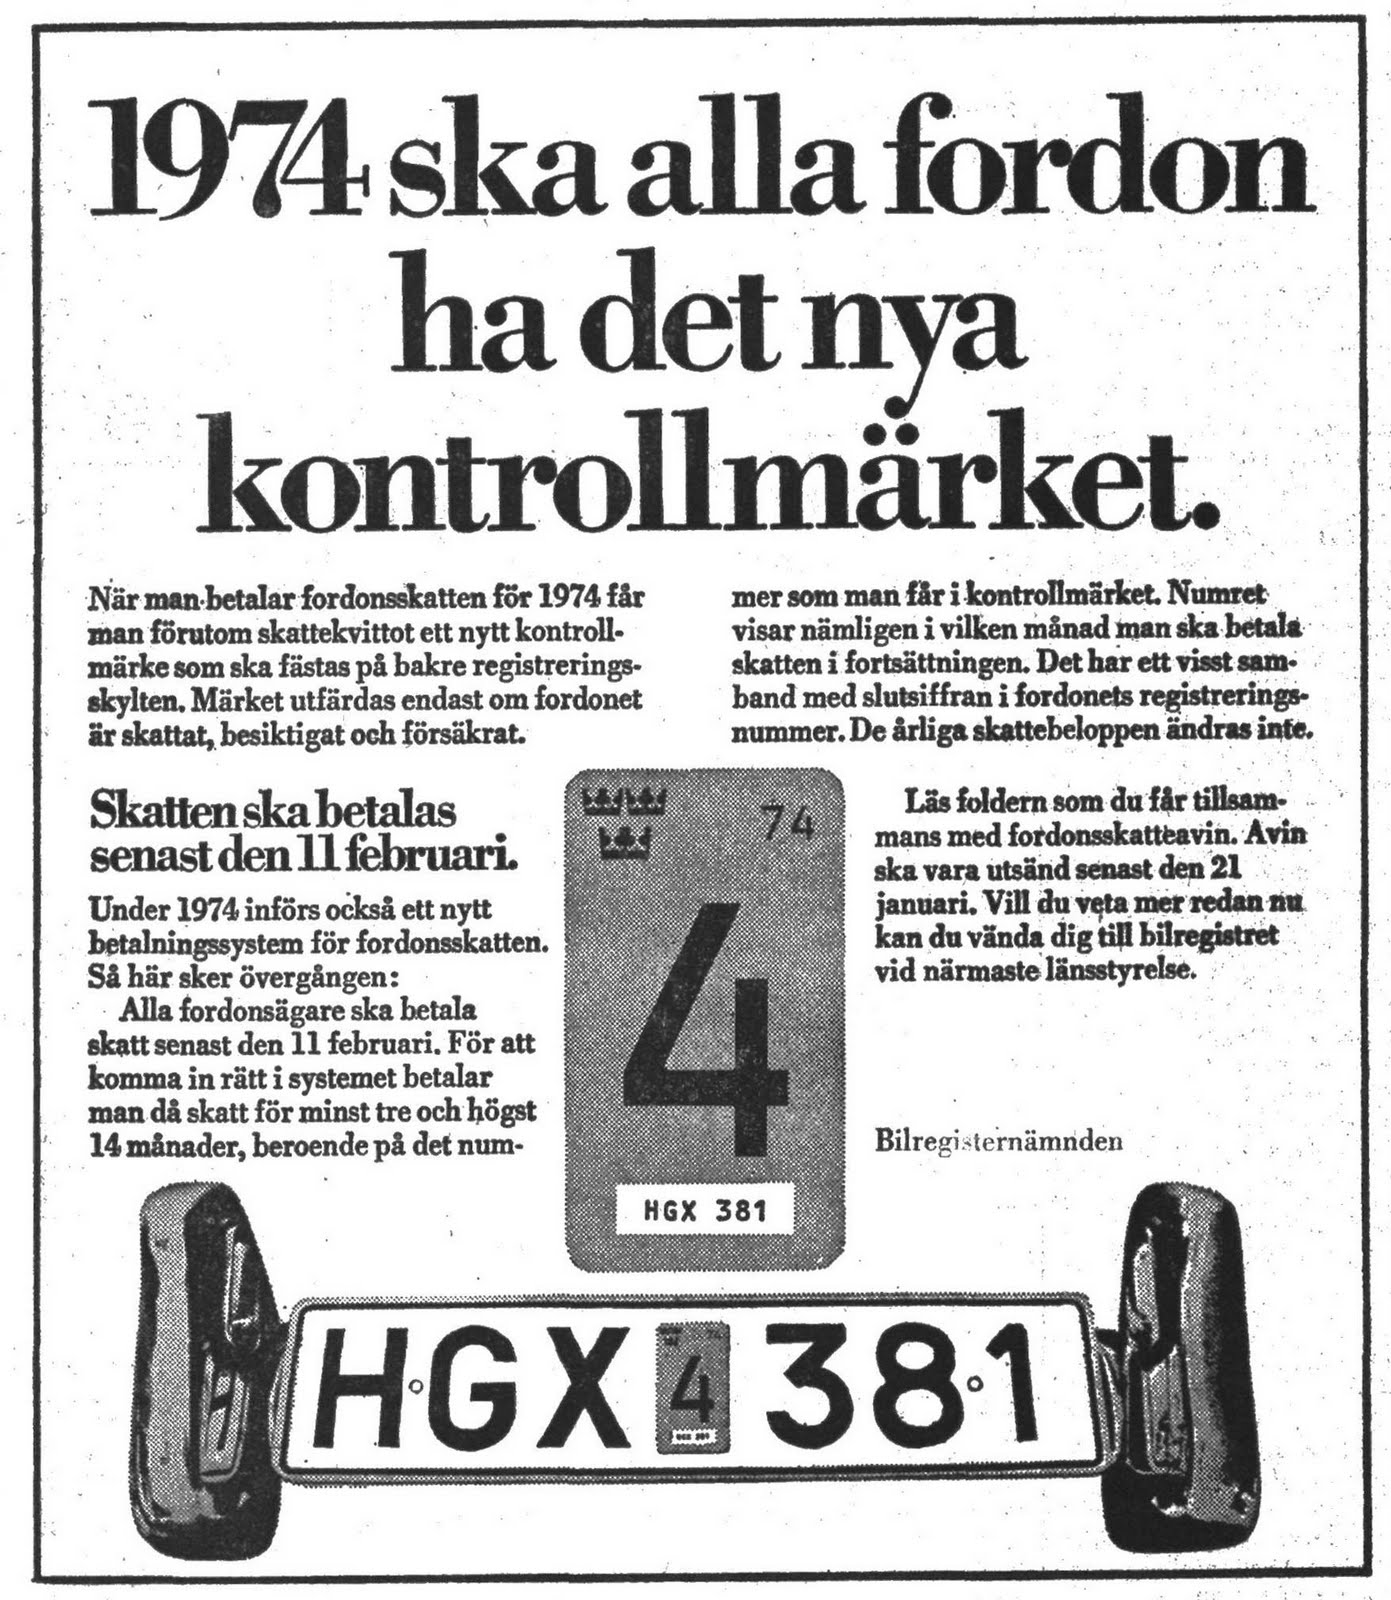 1974 ska alla fordon
ha det nya
kontrollmärket.
När man betalar fordonsskatten för 1974 får
man förutom skattekvittot ett nytt kontroll-
märke som ska fästas på bakre registrerings-
skylten. Märket utfärdas endast om fordonet
är skattat, besiktigat och försäkrat.
Skatten ska betalas
senast den 11 februari.
Under 1974 införs också ett nytt
betalningssystem för fordonsskatten.
Så här sker övergången:
Alla fordonsägare ska betala
skatt senast den 11 februari. För att
komma in rätt i systemet betalar
man då skatt för minst tre och högst
14 månader, beroende på det num-
mer som man får i kontrollmärket. Numret
visar nämligen i vilken månad man ska betala
skatten i fortsättningen. Det har ett visst sam-
band med slutsiffran i fordonets registrerings-
nummer. De årliga skattebeloppen ändras inte.
Läs foldern som du får tillsam-
mans med fordonsskatteavin. Avin
ska vara utsänd senast den 21
januari. Vill du veta mer redan nu
kan du vända dig till bilregistret
vid närmaste länsstyrelse.
Bilregisternämnden
74
4
HGX 381
HGX 4 381